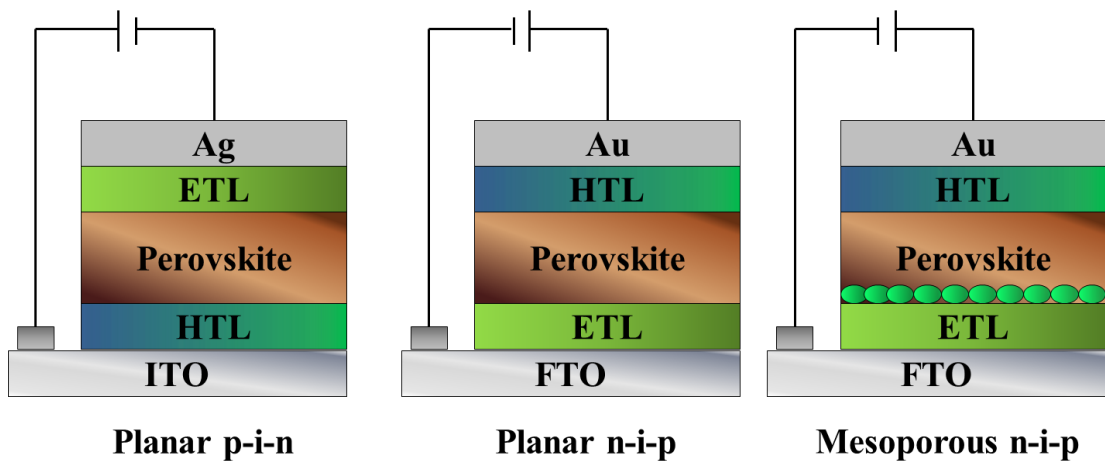 Ag
ETL
Perovskite
HTL
ITO
Planar p-i-n
Au
HTL
Perovskite
ETL
FTO
Planar n-i-p
Au
HTL
Perovskite
ETL
FTO
Mesoporous n-i-p